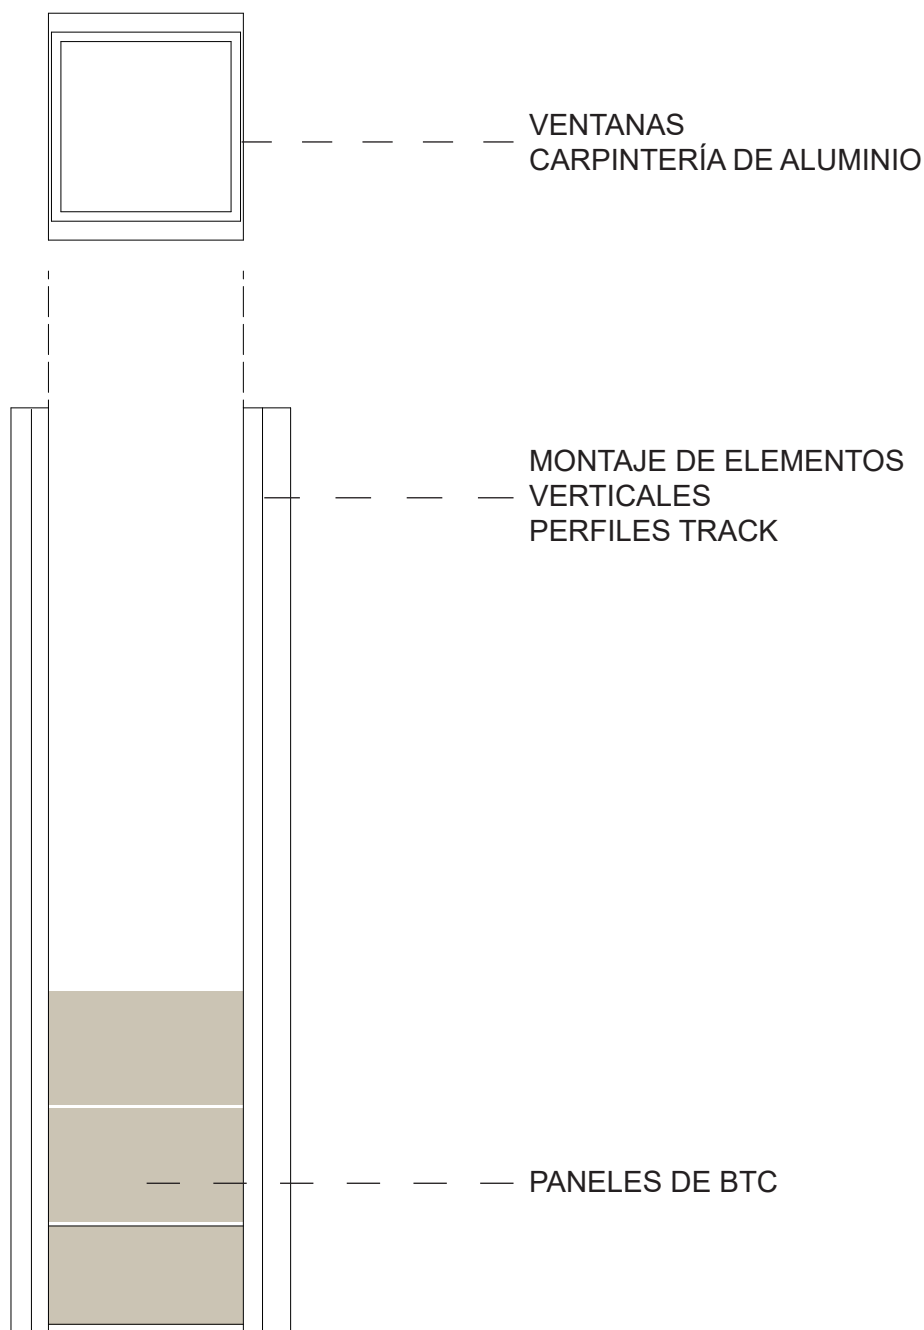 VENTANAS
CARPINTERÍA DE ALUMINIO
MONTAJE DE ELEMENTOS
VERTICALES
PERFILES TRACK
PANELES DE BTC